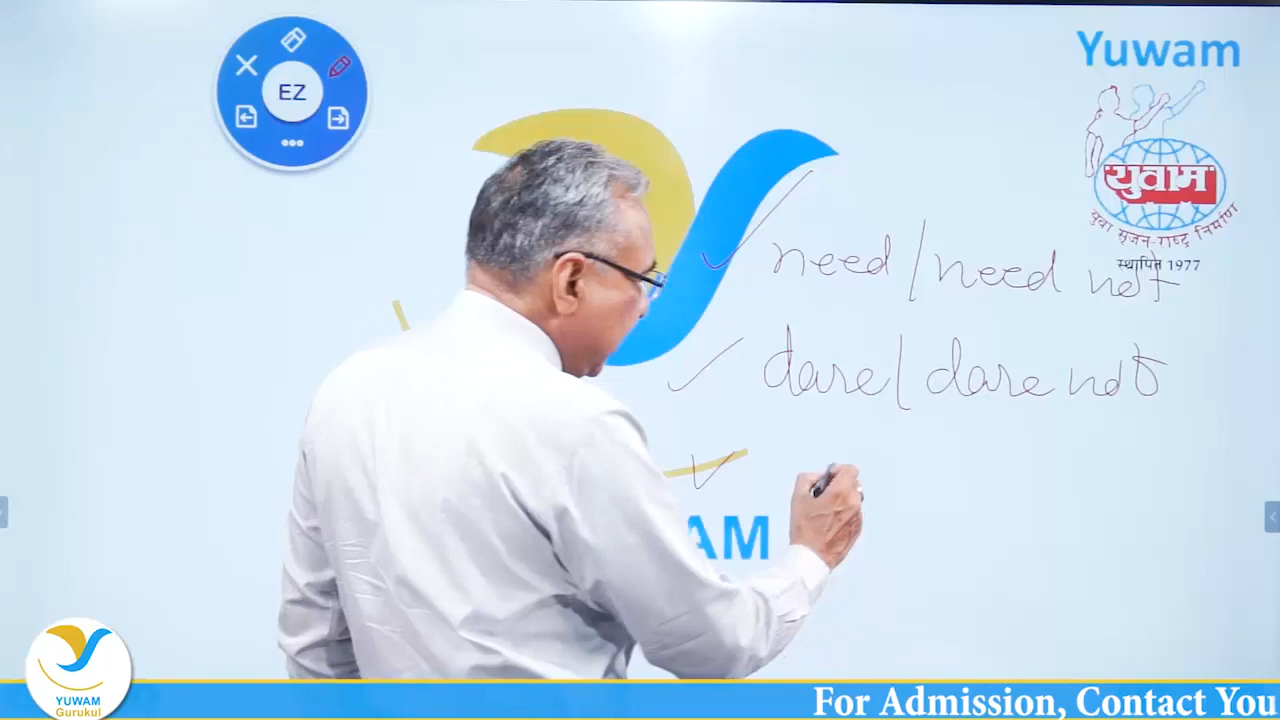 Yuwam
EZ
युवाम
युवा सृजन-राष्ट्र निर्माण
स्थापित 1977
need / need not
dare / dare not
AM
YUWAM
Gurukul
For Admission, Contact You